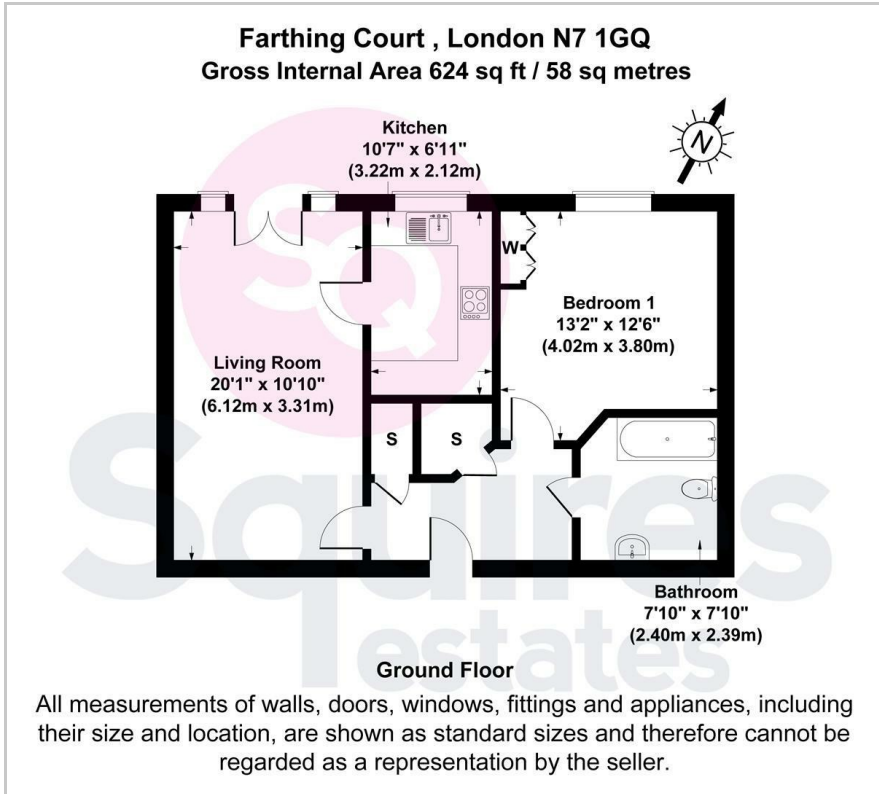 Farthing Court , London N7 1GQ
Gross Internal Area 624 sq ft / 58 sq metres
Kitchen
10'7" x 6'11"
(3.22m x 2.12m)
N
SQ
W
Bedroom 1
13'2" x 12'6"
(4.02m x 3.80m)
Living Room
20'1" x 10'10"
(6.12m x 3.31m)
S
S
Squires
estates
Bathroom
7'10" x 7'10"
(2.40m x 2.39m)
Ground Floor
All measurements of walls, doors, windows, fittings and appliances, including
their size and location, are shown as standard sizes and therefore cannot be
regarded as a representation by the seller.